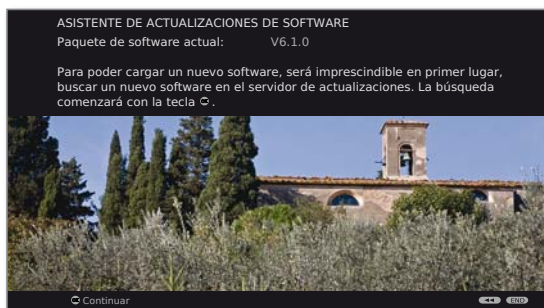 ASISTENTE DE ACTUALIZACIONES DE SOFTWARE
Paquete de software actual: V6.1.0
Para poder cargar un nuevo software, será imprescindible en primer lugar,
buscar un nuevo software en el servidor de actualizaciones. La búsqueda
comenzará con la tecla OK.
OK Continuar
END